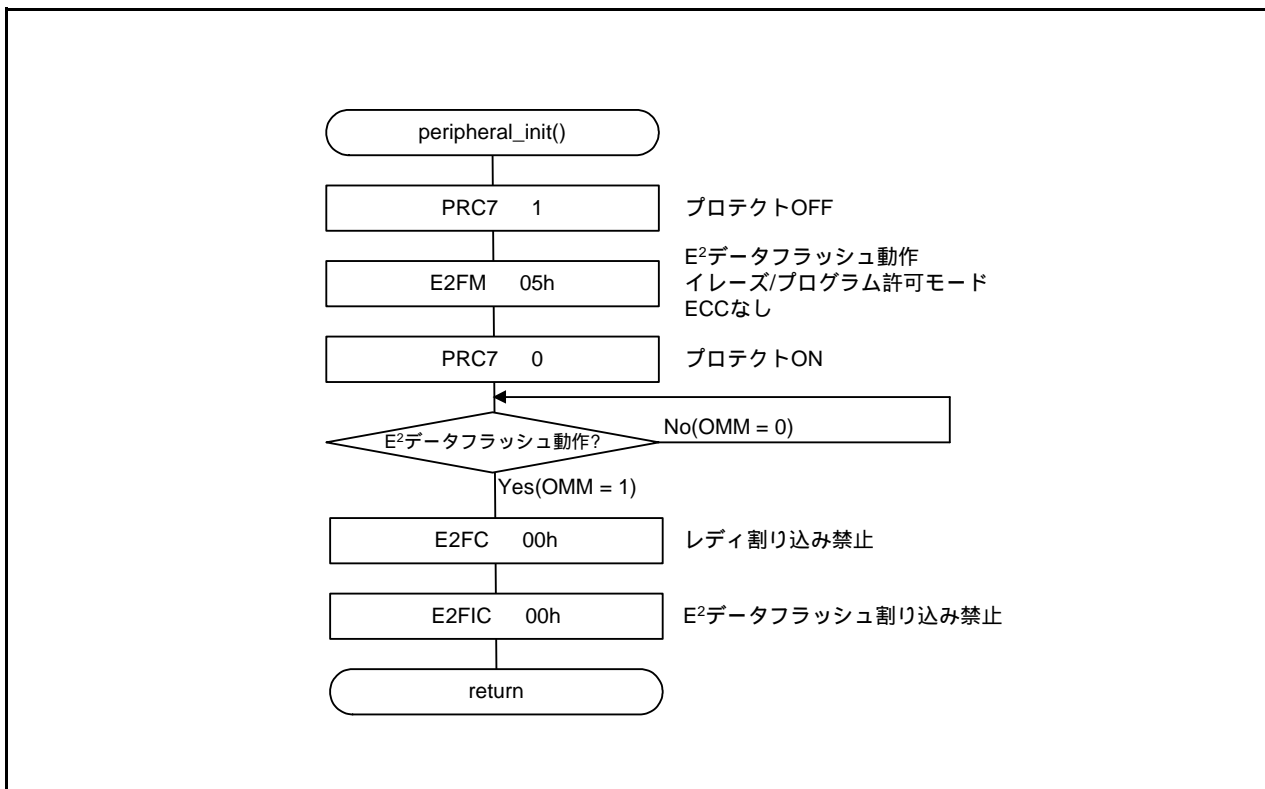 peripheral_init()
PRC7 1 プロテクトOFF
E²データフラッシュ動作
イレーズ/プログラム許可モード
ECCなし
E2FM 05h
PRC7 0 プロテクトON
E²データフラッシュ動作?
No(OMM = 0)
Yes(OMM = 1)
E2FC 00h レディ割り込み禁止
E2FIC 00h E²データフラッシュ割り込み禁止
return